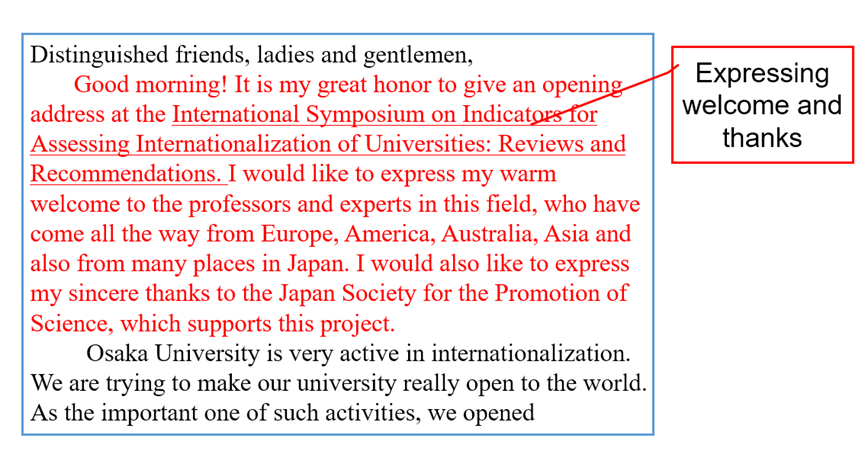 Distinguished friends, ladies and gentlemen,
Good morning! It is my great honor to give an opening
address at the International Symposium on Indicators for
Assessing Internationalization of Universities: Reviews and
Recommendations. I would like to express my warm
welcome to the professors and experts in this field, who have
come all the way from Europe, America, Australia, Asia and
also from many places in Japan. I would also like to express
my sincere thanks to the Japan Society for the Promotion of
Science, which supports this project.
Osaka University is very active in internationalization.
We are trying to make our university really open to the world.
As the important one of such activities, we opened
Expressing
welcome and
thanks